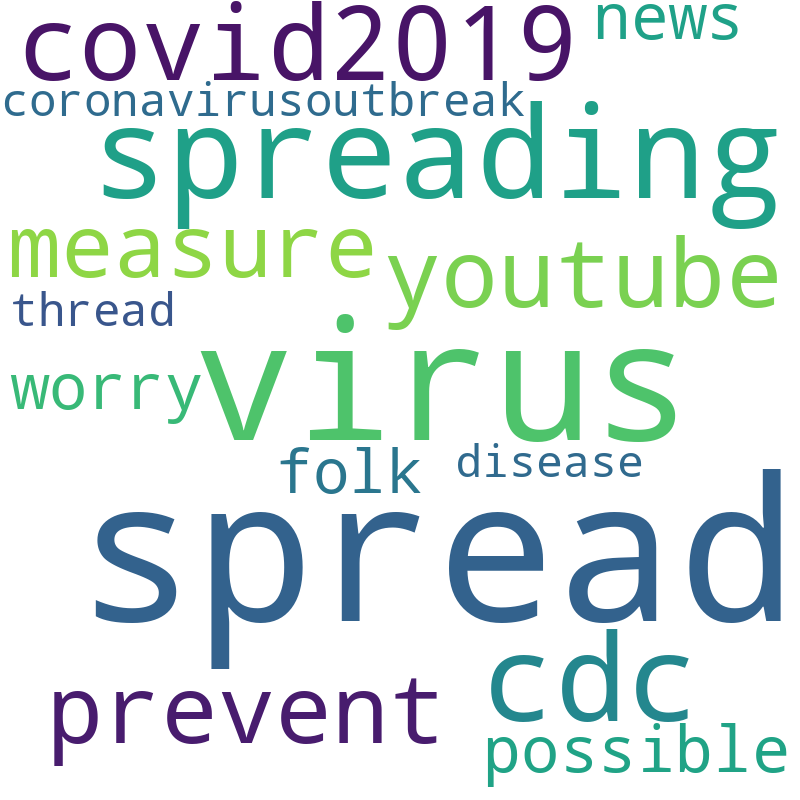 covid2019 news
coronavirusoutbreak
spreading
measure youtube
thread
worry virus
folk disease
spread
prevent cdc
possible